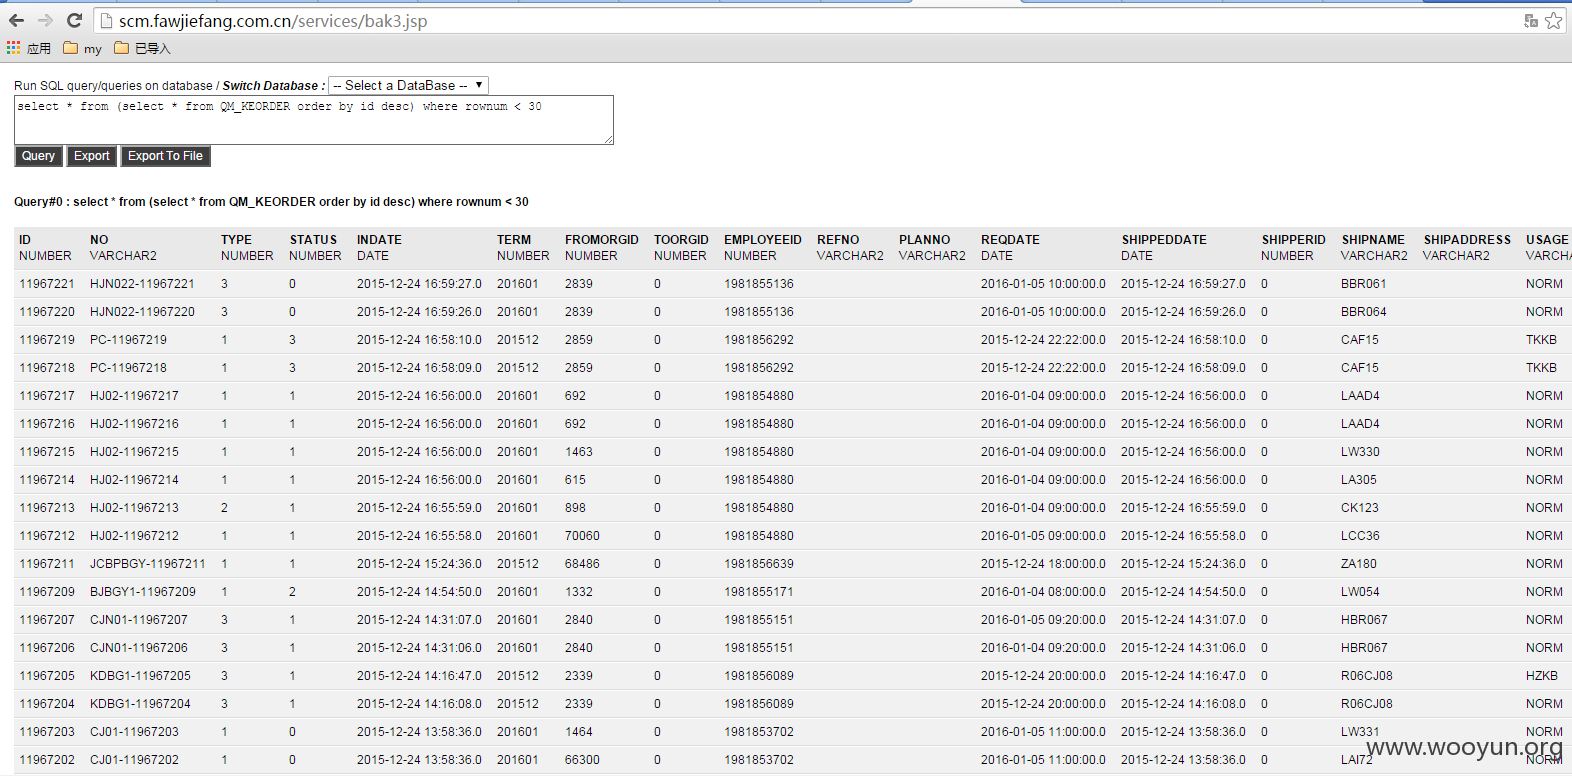 scm.fawjiefang.com.cn/services/bak3.jsp
应用 my 已导入
Run SQL query/queries on database / Switch Database : -- Select a DataBase --
select * from (select * from QM_KEORDER order by id desc) where rownum < 30
Query Export Export To File
Query#0 : select * from (select * from QM_KEORDER order by id desc) where rownum < 30
ID NO TYPE STATUS INDATE TERM FROMORGID TOORGID EMPLOYEEID REFNO PLANNO REQDATE SHIPPEDDATE SHIPPERID SHIPNAME SHIPADDRESS USAGE
NUMBER VARCHAR2 NUMBER NUMBER DATE NUMBER NUMBER NUMBER NUMBER VARCHAR2 VARCHAR2 DATE DATE NUMBER VARCHAR2 VARCHAR2 VARCHA
11967221 HJN022-11967221 3 0 2015-12-24 16:59:27.0 201601 2839 0 1981855136 2016-01-05 10:00:00.0 2015-12-24 16:59:27.0 0 BBR061 NORM
11967220 HJN022-11967220 3 0 2015-12-24 16:59:26.0 201601 2839 0 1981855136 2016-01-05 10:00:00.0 2015-12-24 16:59:26.0 0 BBR064 NORM
11967219 PC-11967219 1 3 2015-12-24 16:58:10.0 201512 2859 0 1981856292 2015-12-24 22:22:00.0 2015-12-24 16:58:10.0 0 CAF15 TKKB
11967218 PC-11967218 1 3 2015-12-24 16:58:09.0 201512 2859 0 1981856292 2015-12-24 22:22:00.0 2015-12-24 16:58:09.0 0 CAF15 TKKB
11967217 HJ02-11967217 1 1 2015-12-24 16:56:00.0 201601 692 0 1981854880 2016-01-04 09:00:00.0 2015-12-24 16:56:00.0 0 LAAD4 NORM
11967216 HJ02-11967216 1 1 2015-12-24 16:56:00.0 201601 692 0 1981854880 2016-01-04 09:00:00.0 2015-12-24 16:56:00.0 0 LAAD4 NORM
11967215 HJ02-11967215 1 1 2015-12-24 16:56:00.0 201601 1463 0 1981854880 2016-01-04 09:00:00.0 2015-12-24 16:56:00.0 0 LW330 NORM
11967214 HJ02-11967214 1 1 2015-12-24 16:56:00.0 201601 615 0 1981854880 2016-01-04 09:00:00.0 2015-12-24 16:56:00.0 0 LA305 NORM
11967213 HJ02-11967213 2 1 2015-12-24 16:55:59.0 201601 898 0 1981854880 2016-01-04 09:00:00.0 2015-12-24 16:55:59.0 0 CK123 NORM
11967212 HJ02-11967212 1 1 2015-12-24 16:55:58.0 201601 70060 0 1981854880 2016-01-05 09:00:00.0 2015-12-24 16:55:58.0 0 LCC36 NORM
11967211 JCBPBGY-11967211 1 1 2015-12-24 15:24:36.0 201512 68486 0 1981856639 2015-12-24 18:00:00.0 2015-12-24 15:24:36.0 0 ZA180 NORM
11967209 BJBGY1-11967209 1 2 2015-12-24 14:54:50.0 201601 1332 0 1981855171 2016-01-04 08:00:00.0 2015-12-24 14:54:50.0 0 LW054 NORM
11967207 CJN01-11967207 3 1 2015-12-24 14:31:07.0 201601 2840 0 1981855151 2016-01-05 09:20:00.0 2015-12-24 14:31:07.0 0 HBR067 NORM
11967206 CJN01-11967206 3 1 2015-12-24 14:31:06.0 201601 2840 0 1981855151 2016-01-04 09:20:00.0 2015-12-24 14:31:06.0 0 HBR067 NORM
11967205 KDBG1-11967205 3 1 2015-12-24 14:16:47.0 201512 2339 0 1981856089 2015-12-24 20:00:00.0 2015-12-24 14:16:47.0 0 R06CJ08 HZKB
11967204 KDBG1-11967204 3 1 2015-12-24 14:16:08.0 201512 2339 0 1981856089 2015-12-24 20:00:00.0 2015-12-24 14:16:08.0 0 R06CJ08 NORM
11967203 CJ01-11967203 1 0 2015-12-24 13:58:36.0 201601 1464 0 1981853702 2016-01-05 11:00:00.0 2015-12-24 13:58:36.0 0 LW331 NORM
11967202 CJ01-11967202 1 0 2015-12-24 13:58:36.0 201601 66300 0 1981853702 2016-01-05 11:00:00.0 2015-12-24 13:58:36.0 0 LAI72 NORM
www.wooyun.org